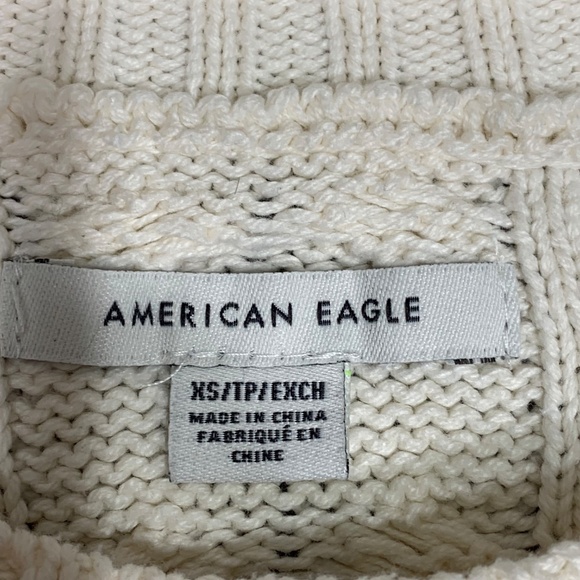 AMERICAN EAGLE
XS/TP/EXCH
MADE IN CHINA
FABRIQUÉ EN
CHINE